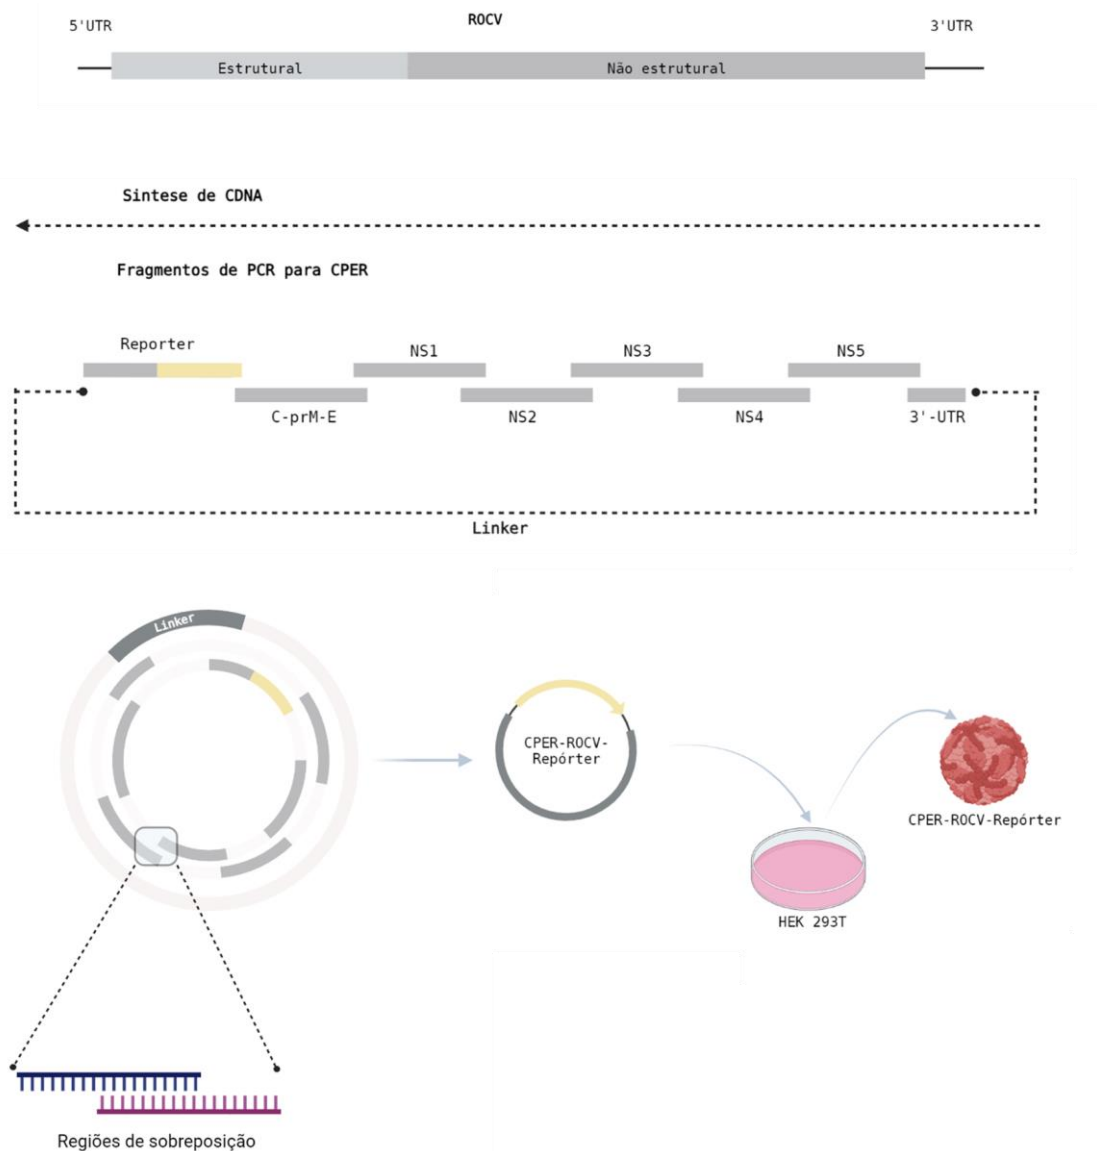 ROCV
5'UTR
3'UTR
Estrutural
Não estrutural
Sintese de CDNA
Fragmentos de PCR para CPER
Reporter
NS1
NS3
NS5
C-prM-E
NS2
NS4
3'-UTR
Linker
Linker
CPER-ROCV-
Repórter
CPER-ROCV-Repórter
HEK 293T
Regiões de sobreposição